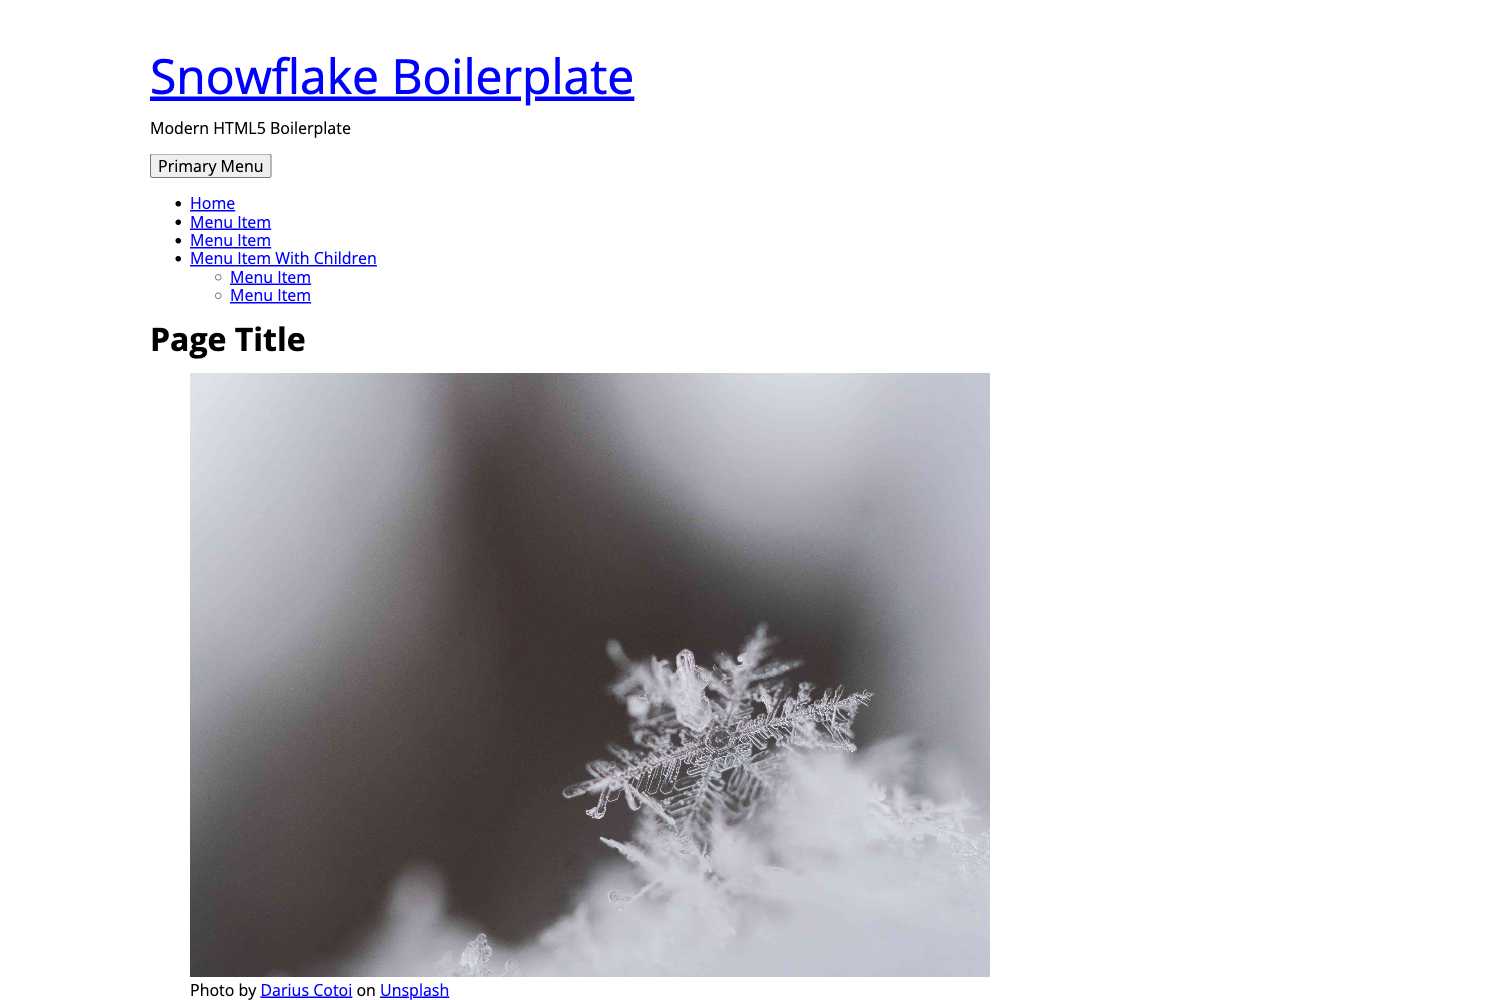 Snowflake Boilerplate
Modern HTML5 Boilerplate
Primary Menu
Home
Menu Item
Menu Item
Menu Item With Children
Menu Item
Menu Item
Page Title
Photo by Darius Cotoi on Unsplash